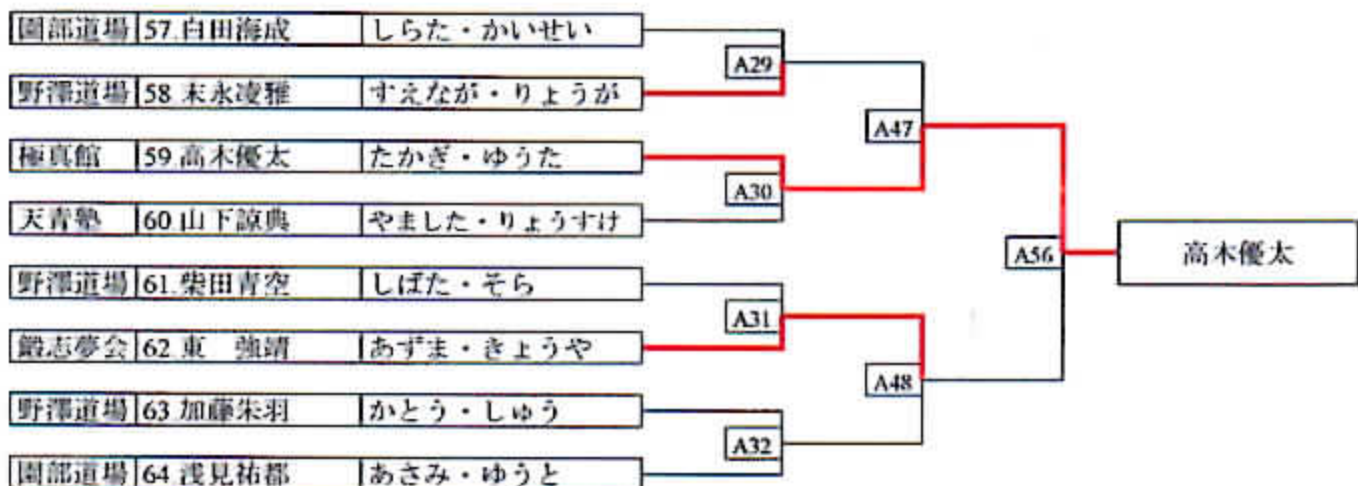 園部道場 57.白田海成 しらた・かいせい
野澤道場 58 末永凌雅 すえなが・りょうが
極真館 59 高木優太 たかぎ・ゆうた
天青塾 60 山下諒典 やました・りょうすけ
野澤道場 61.柴田青空 しばた・そら
鍛志夢会 62 東 強靖 あずま・きょうや
野澤道場 63 加藤朱羽 かとう・しゅう
園部道場 64 浅見祐都 あさみ・ゆうと
A29
A30
A31
A32
A47
A48
A56
高木優太